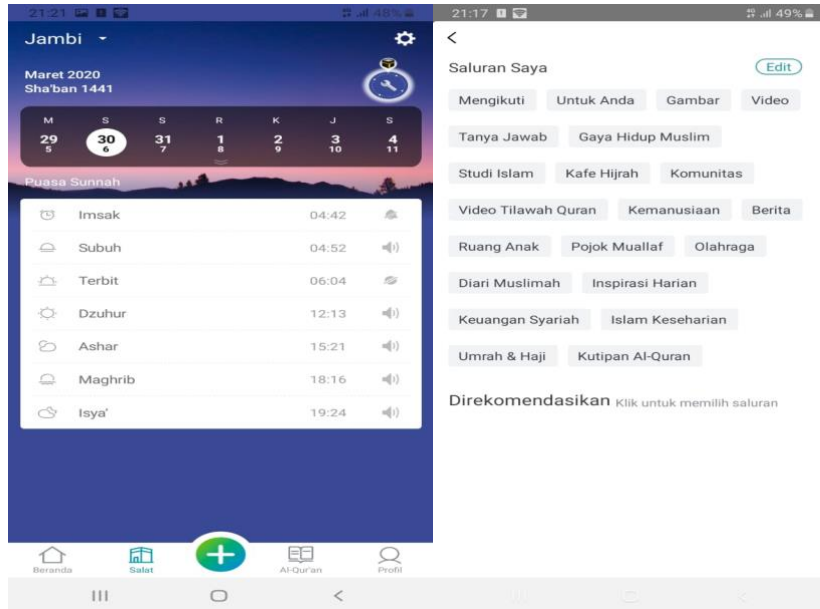 21:21
48%
Jambi
Maret 2020
Sha'ban 1441
M S S R K J S
29 30 31 1 2 3 4
5 6 7 8 9 10 11
Puasa Sunnah
Imsak 04:42
Subuh 04:52
Terbit 06:04
Dzuhur 12:13
Ashar 15:21
Maghrib 18:16
Isya' 19:24
Beranda Salat Al-Qur'an Profil
21:17
49%
Saluran Saya Edit
Mengikuti Untuk Anda Gambar Video
Tanya Jawab Gaya Hidup Muslim
Studi Islam Kafe Hijrah Komunitas
Video Tilawah Quran Kemanusiaan Berita
Ruang Anak Pojok Muallaf Olahraga
Diari Muslimah Inspirasi Harian
Keuangan Syariah Islam Keseharian
Umrah & Haji Kutipan Al-Quran
Direkomendasikan Klik untuk memilih saluran